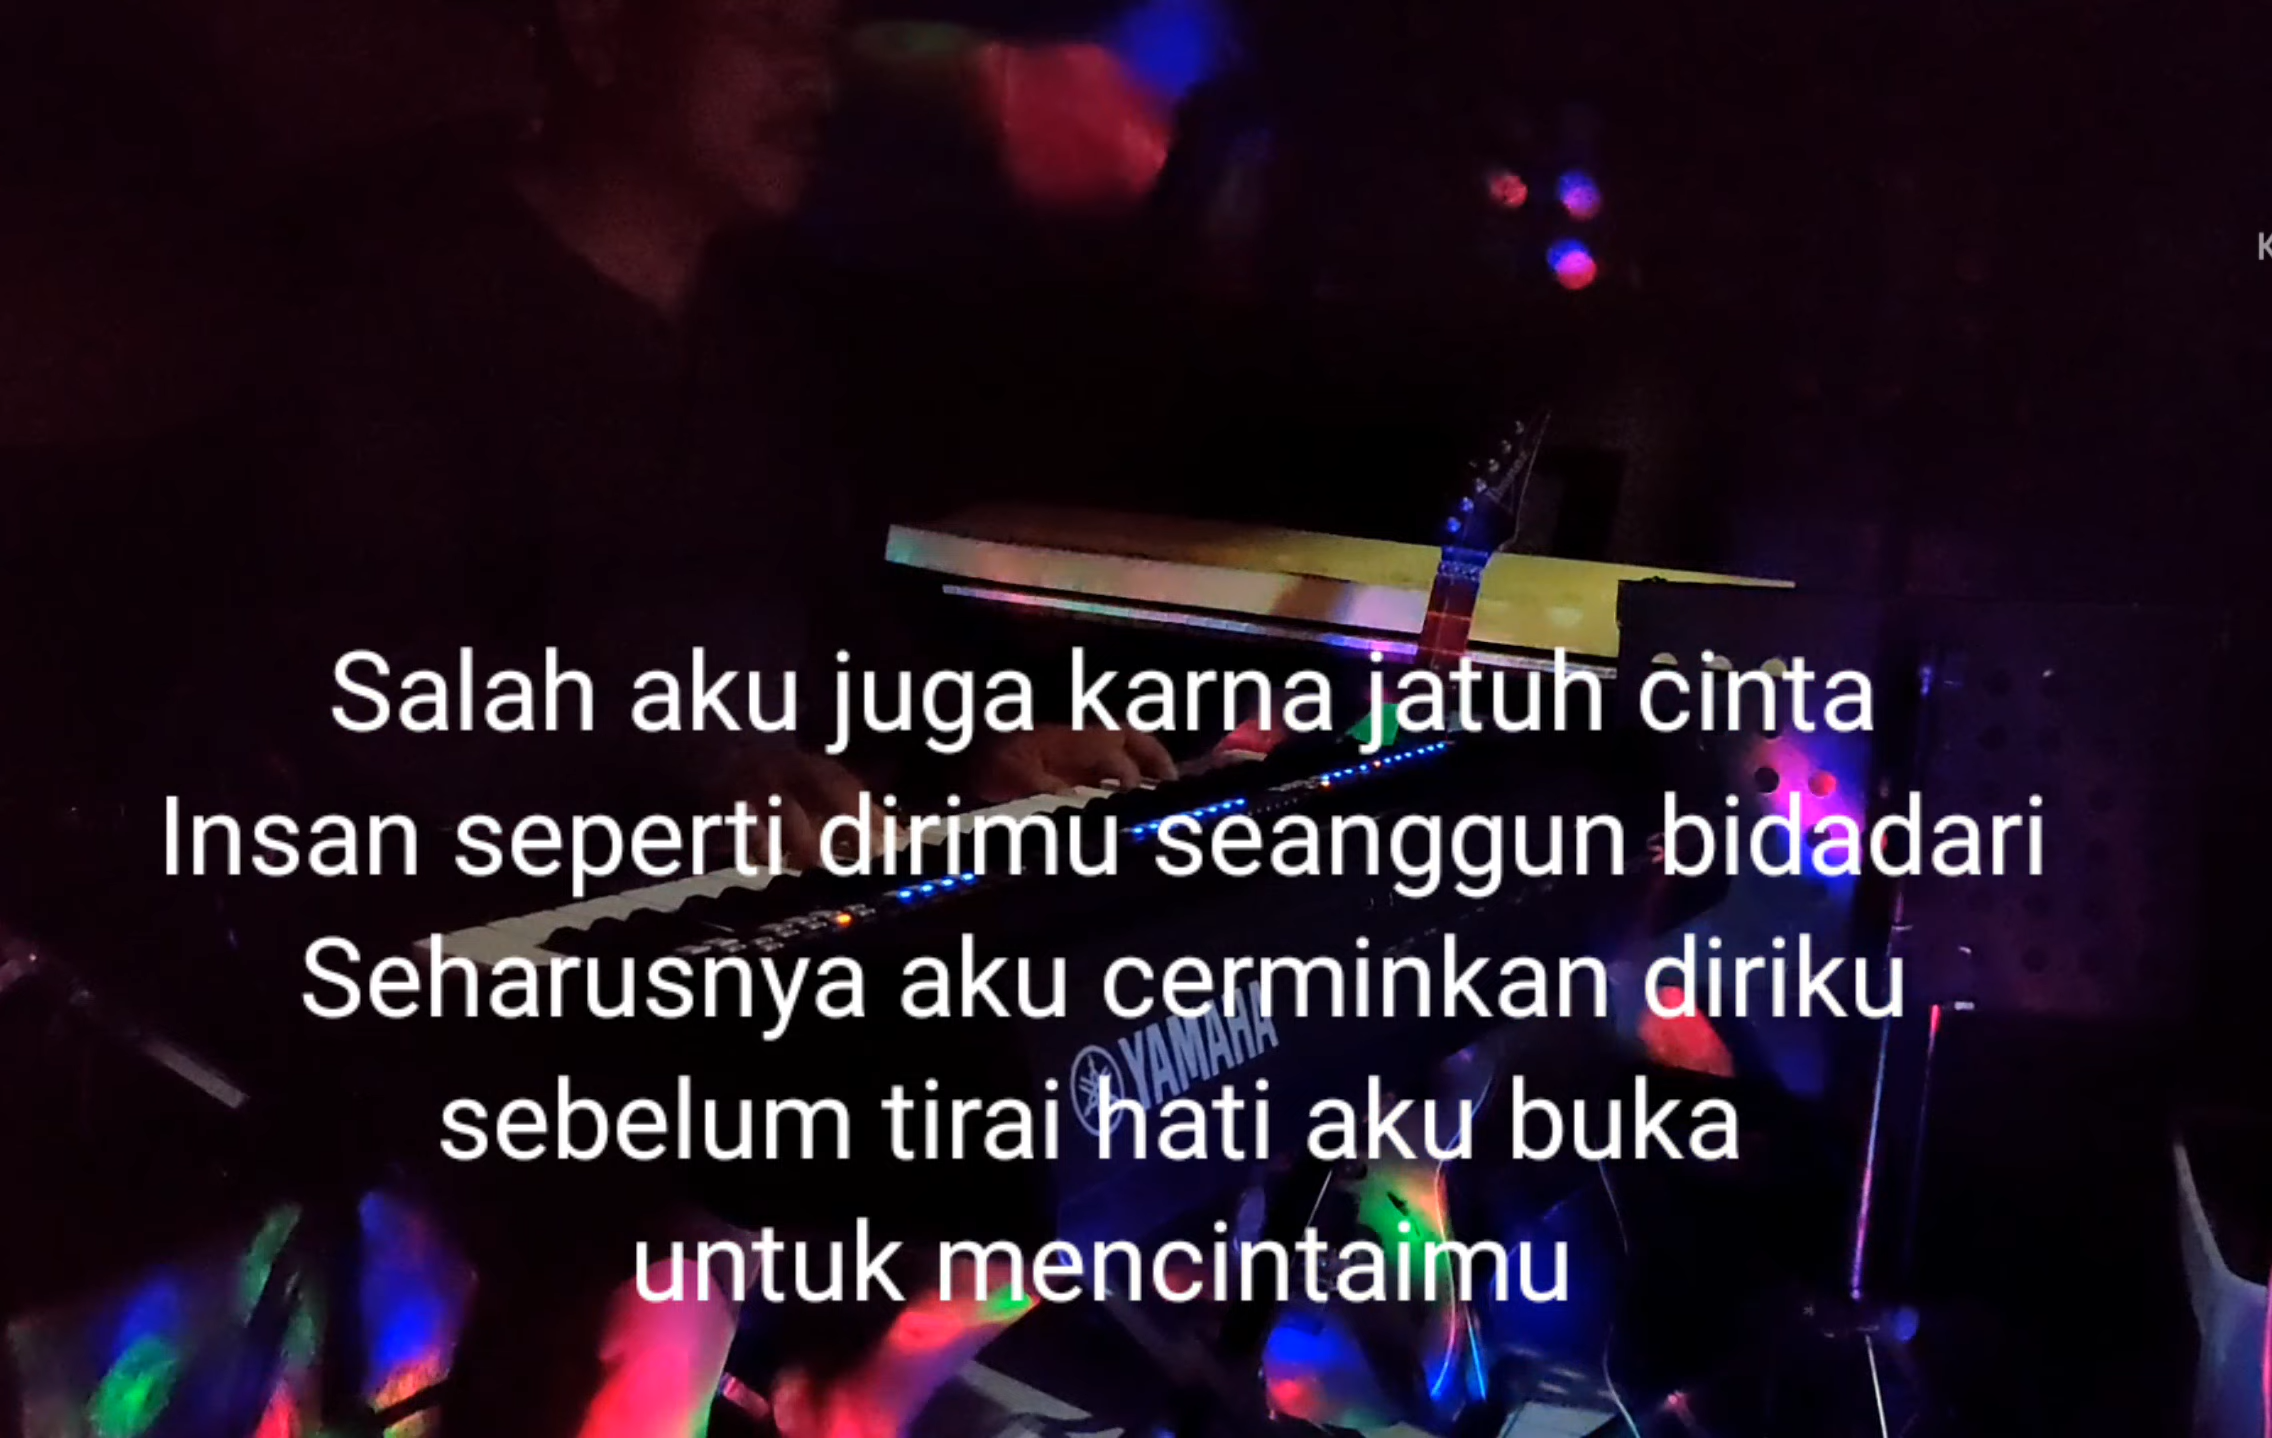 K
Salah aku juga karna jatuh cinta
Insan seperti dirimu seanggun bidadari
Seharusnya aku cerminkan diriku
YAMAHA
sebelum tirai hati aku buka
untuk mencintaimu